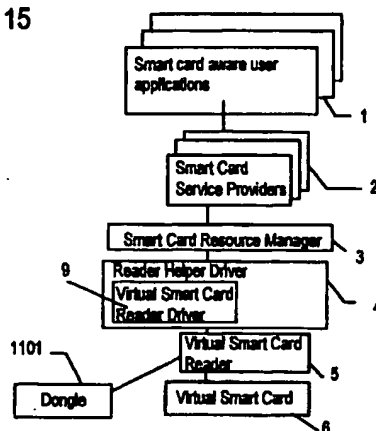 15
Smart card aware user
applications
1
Smart Card
Service Providers
2
Smart Card Resource Manager
3
Reader Helper Driver
9
Virtual Smart Card
Reader Driver
4
1101
Virtual Smart Card
Reader
5
Dongle
Virtual Smart Card
6